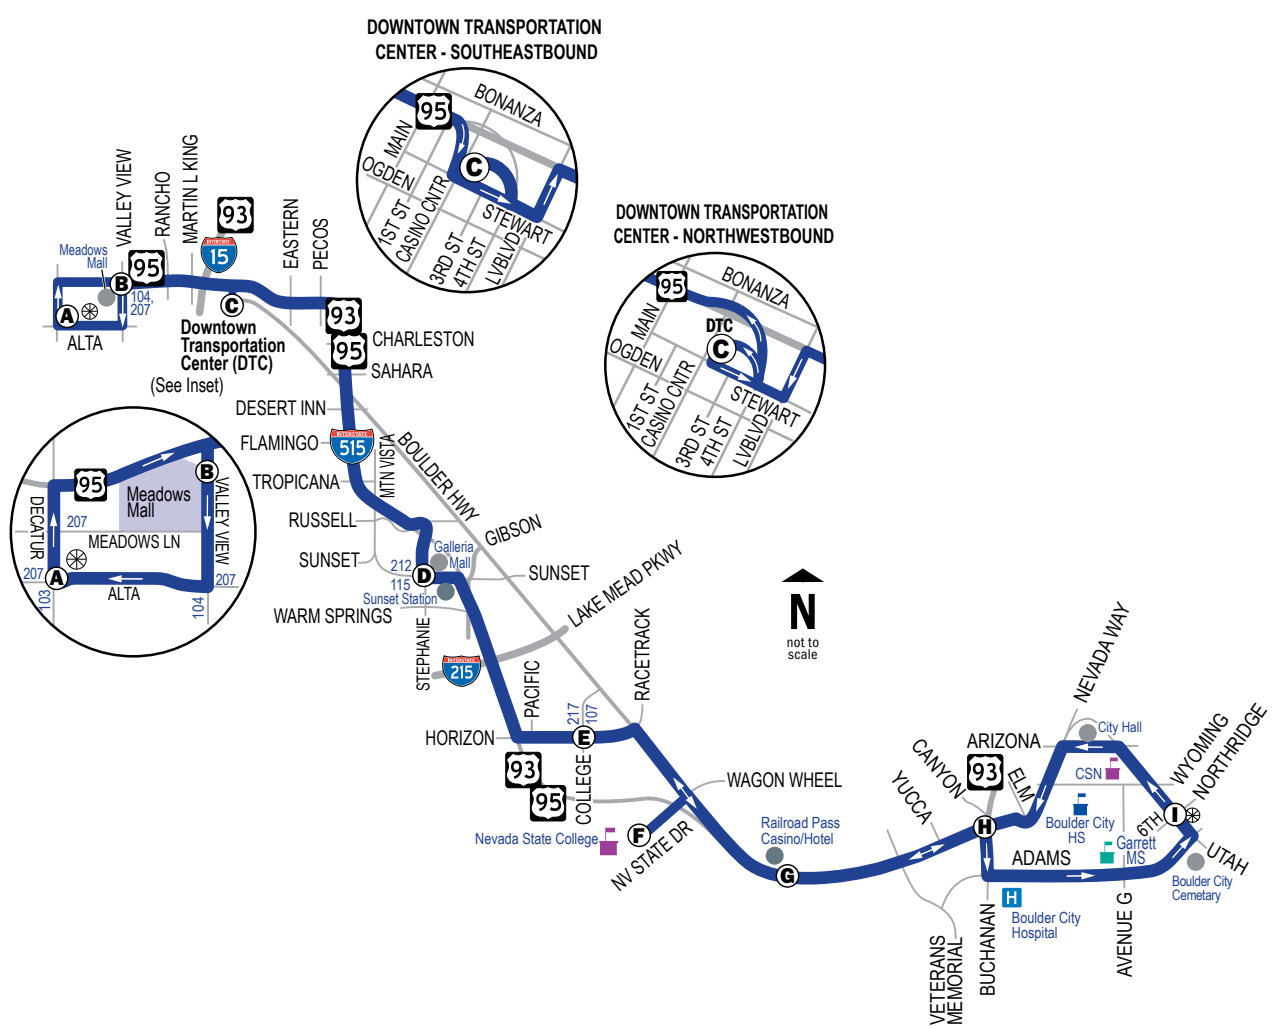 DOWNTOWN TRANSPORTATION
CENTER - SOUTHEASTBOUND
BONANZA
95
MAIN
OGDEN
C
1ST ST
CASINO CNTR
3RD ST
4TH ST
STEWART
LVBLVD
DOWNTOWN TRANSPORTATION
CENTER - NORTHWESTBOUND
BONANZA
95
MAIN
DTC
C
OGDEN
1ST ST
CASINO CNTR
3RD ST
4TH ST
STEWART
LVBLVD
VALLEY VIEW
RANCHO
MARTIN L KING
93
INTERSTATE
15
EASTERN
PECOS
Meadows
Mall
95
B
104,
207
A
ALTA
C
Downtown
Transportation
Center (DTC)
(See Inset)
93
CHARLESTON
95
SAHARA
DESERT INN
FLAMINGO
INTERSTATE
515
MTN VISTA
BOULDER HWY
TROPICANA
RUSSELL
GIBSON
SUNSET
Galleria
Mall
212
D
115
Sunset Station
SUNSET
WARM SPRINGS
STEPHANIE
LAKE MEAD PKWY
INTERSTATE
215
95
B
Meadows
Mall
DECATUR
207
VALLEY VIEW
MEADOWS LN
207
A
207
ALTA
103
104
N
not to
scale
PACIFIC
RACETRACK
217
107
HORIZON
E
93
95
COLLEGE
WAGON WHEEL
Nevada State College
F
NV STATE DR
Railroad Pass
Casino/Hotel
G
YUCCA
CANYON
93
ELM
ARIZONA
NEVADA WAY
City Hall
CSN
WYOMING
NORTHRIDGE
Boulder City
HS
H
I
6TH
Garrett
MS
ADAMS
UTAH
Boulder City
Cemetary
H
Boulder City
Hospital
VETERANS
MEMORIAL
BUCHANAN
AVENUE G